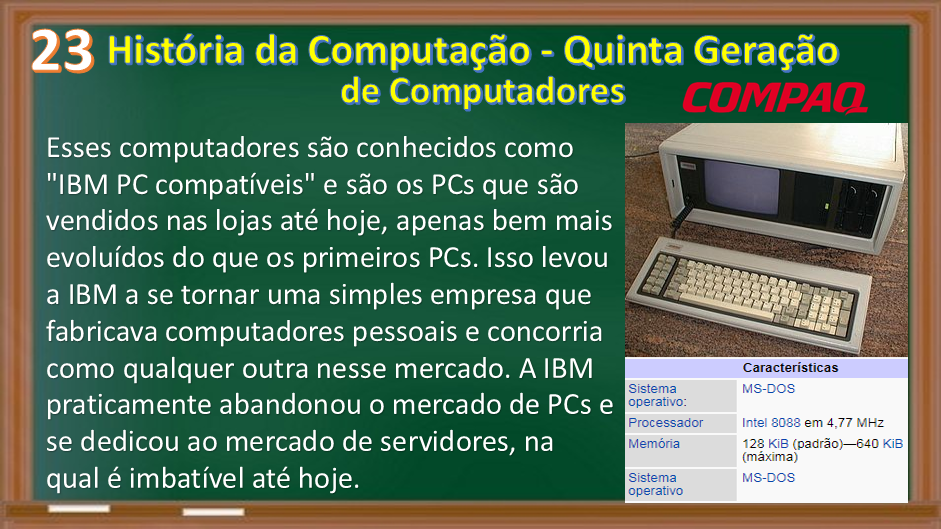 23 História da Computação - Quinta Geração
de Computadores
COMPAQ
Esses computadores são conhecidos como
"IBM PC compatíveis" e são os PCs que são
vendidos nas lojas até hoje, apenas bem mais
evoluídos do que os primeiros PCs. Isso levou
a IBM a se tornar uma simples empresa que
fabricava computadores pessoais e concorria
como qualquer outra nesse mercado. A IBM
praticamente abandonou o mercado de PCs e
se dedicou ao mercado de servidores, na
qual é imbatível até hoje.
Características
Sistema operativo: MS-DOS
Processador Intel 8088 em 4,77 MHz
Memória 128 KiB (padrão)—640 KiB
(máxima)
Sistema operativo MS-DOS